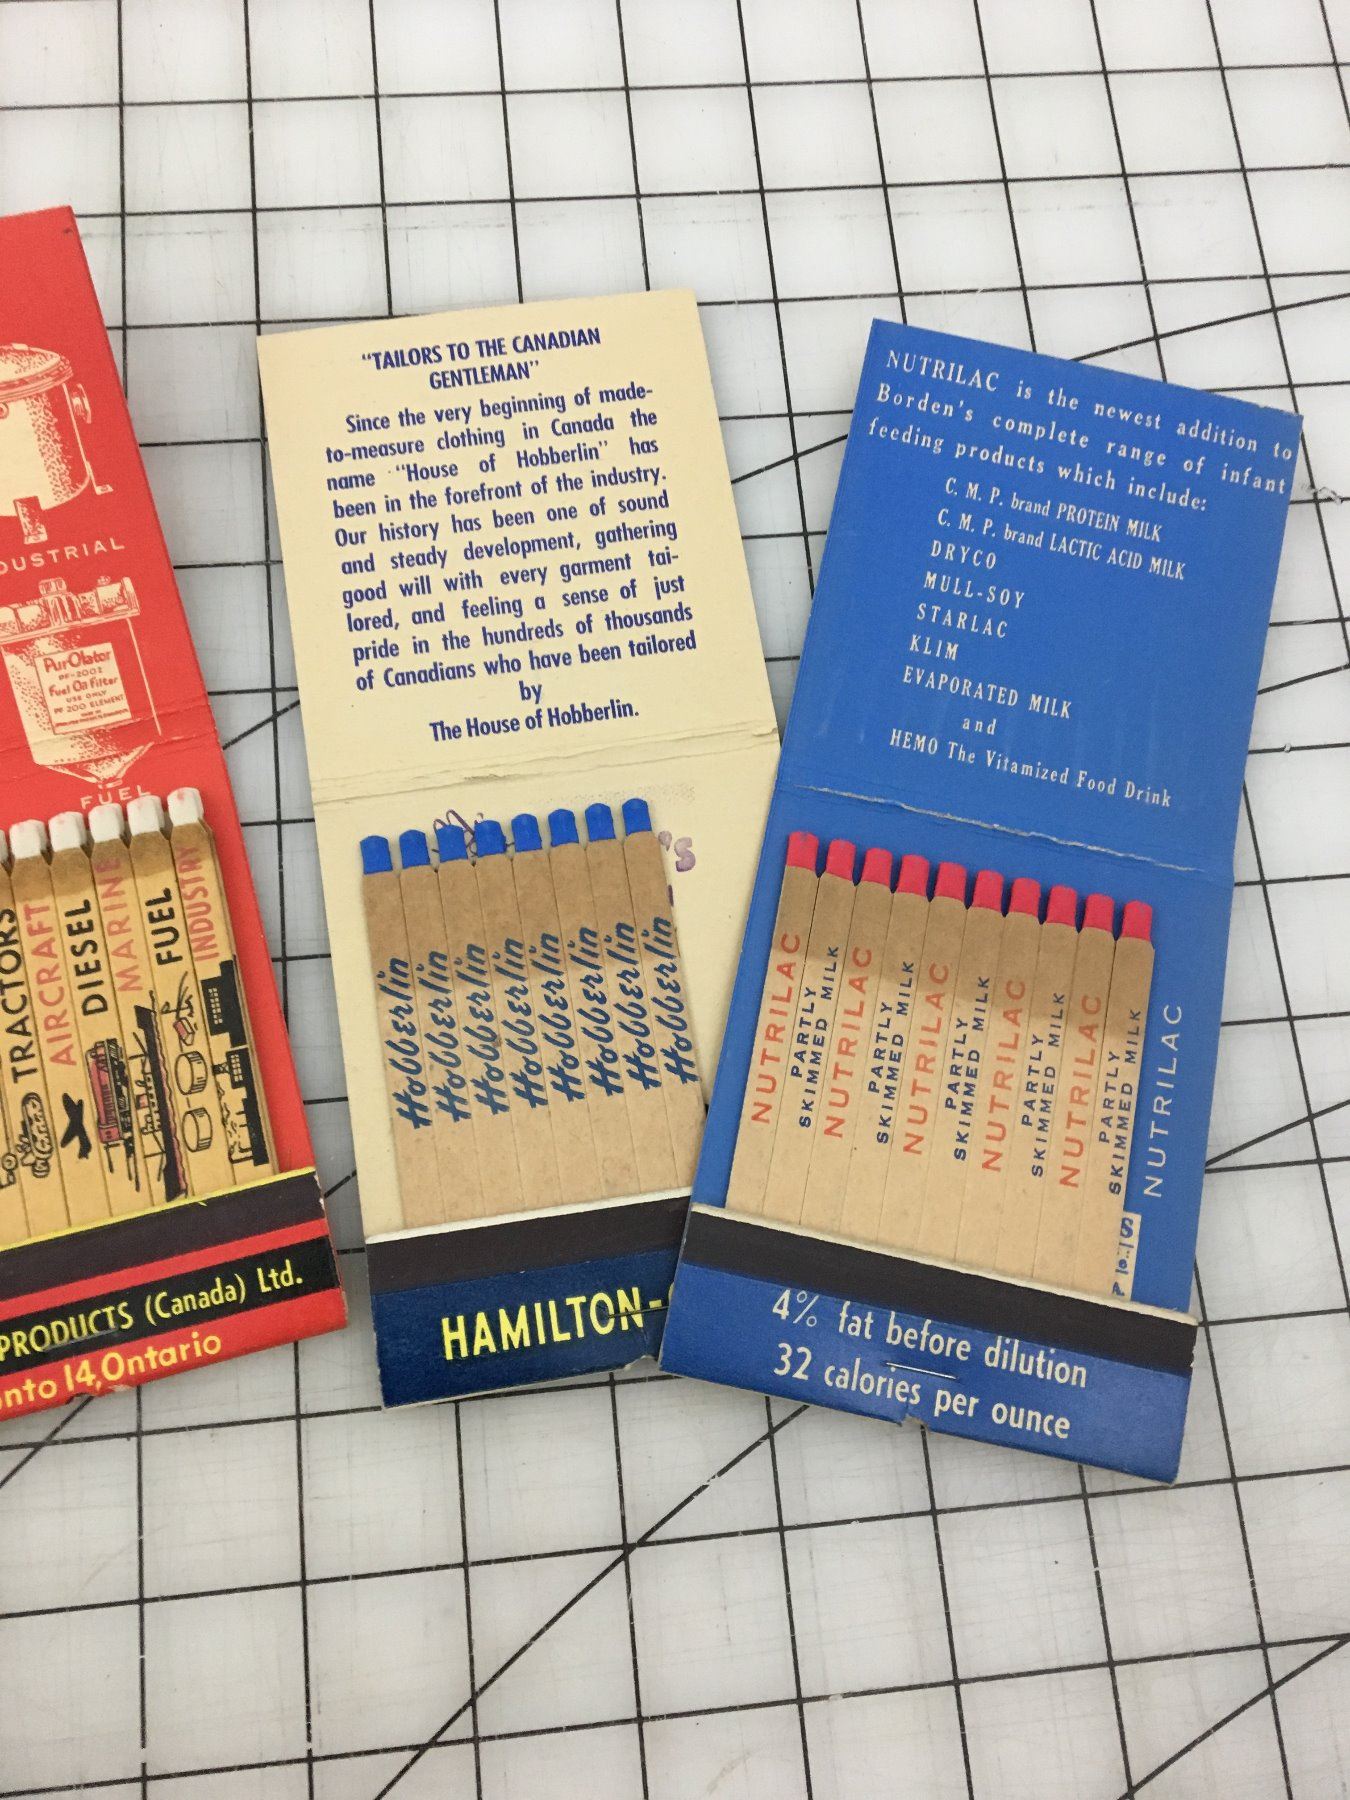 DUSTRIAL
PurOlator
PF-2002
Fuel Oil Filter
USE ONLY
PF 200 ELEMENT
FUEL
TRACTORS
AIRCRAFT
DIESEL
MARINE
FUEL
INDUSTRY
PRODUCTS (Canada) Ltd.
nto 14, Ontario
"TAILORS TO THE CANADIAN
GENTLEMAN"
Since the very beginning of made-
to-measure clothing in Canada the
name "House of Hobberlin" has
been in the forefront of the industry.
Our history has been one of sound
and steady development, gathering
good will with every garment tai-
lored, and feeling a sense of just
pride in the hundreds of thousands
of Canadians who have been tailored
by
The House of Hobberlin.
Hobberlin
Hobberlin
Hobberlin
Hobberlin
Hobberlin
Hobberlin
Hobberlin
Hobberlin
HAMILTON-
NUTRILAC is the newest addition to
Borden's complete range of infant
feeding products which include:
C. M. P. brand PROTEIN MILK
C. M. P. brand LACTIC ACID MILK
DRYCO
MULL-SOY
STARLAC
KLIM
EVAPORATED MILK
and
HEMO The Vitamized Food Drink
NUTRILAC
PARTLY
SKIMMED MILK
NUTRILAC
PARTLY
SKIMMED MILK
NUTRILAC
PARTLY
SKIMMED MILK
NUTRILAC
PARTLY
SKIMMED MILK
NUTRILAC
PARTLY
SKIMMED MILK
NUTRILAC
4% fat before dilution
32 calories per ounce